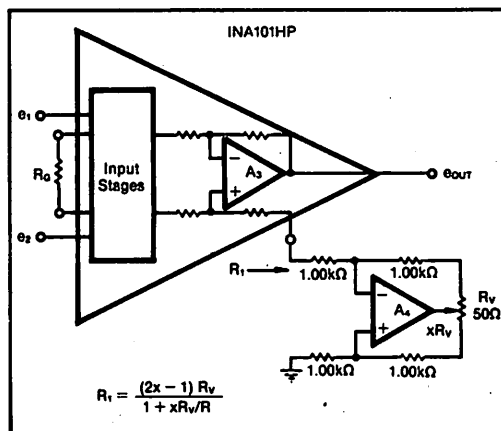 INA101HP
e₁
R_G
e₂
Input
Stages
A₃
−
+
e_OUT
R₁
1.00kΩ
1.00kΩ
−
+
A₄
R_V
50Ω
xR_V
1.00kΩ
1.00kΩ
R₁ = (2x − 1) R_V / 1 + xR_V/R